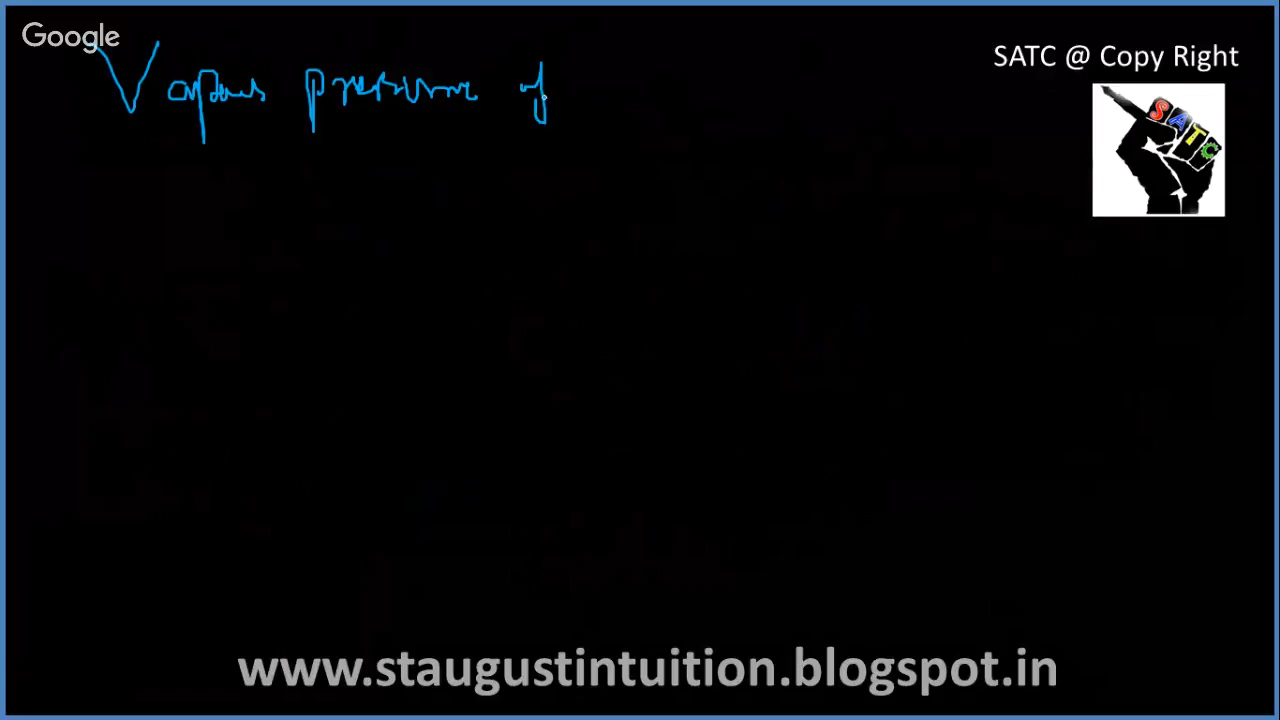 Google
SATC @ Copy Right
Vapour pressure of
SATC
www.staugustintuition.blogspot.in